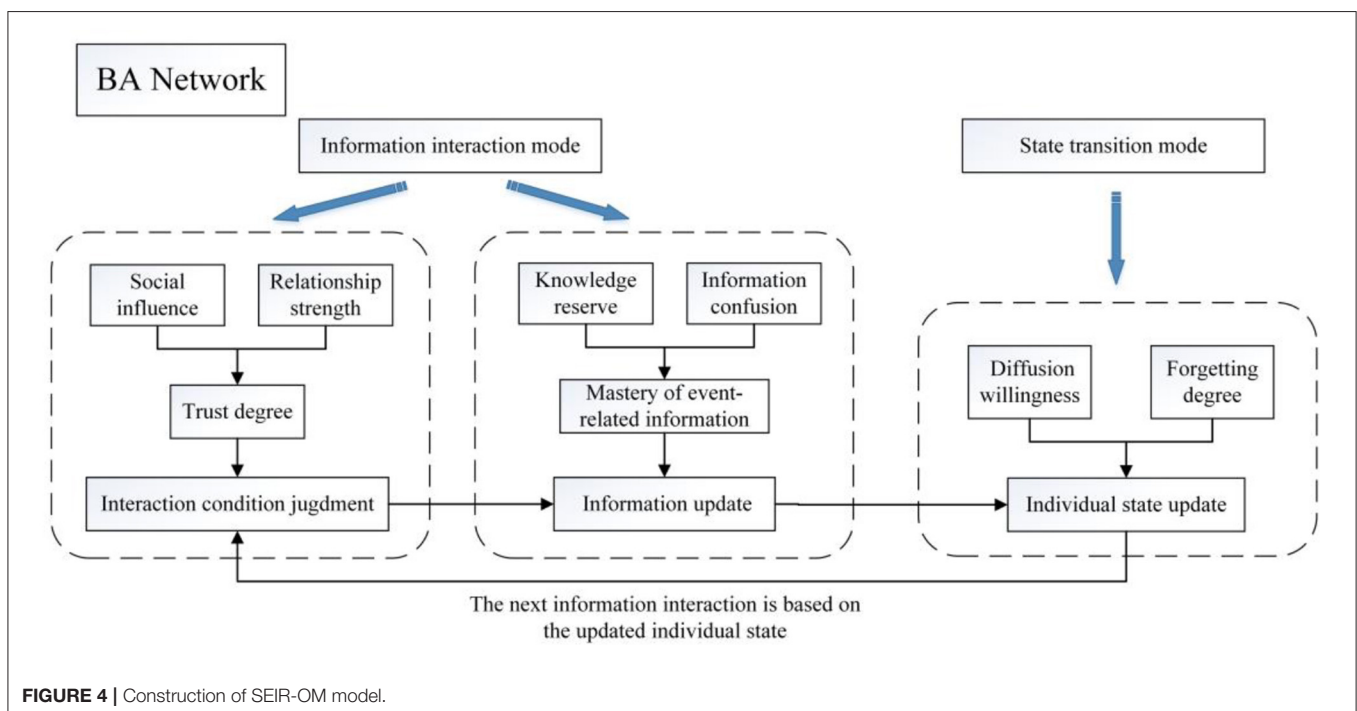 BA Network
Information interaction mode
State transition mode
Social
influence
Relationship
strength
Trust degree
Interaction condition jugdment
Knowledge
reserve
Information
confusion
Mastery of event-
related information
Information update
Diffusion
willingness
Forgetting
degree
Individual state update
The next information interaction is based on
the updated individual state
FIGURE 4 | Construction of SEIR-OM model.